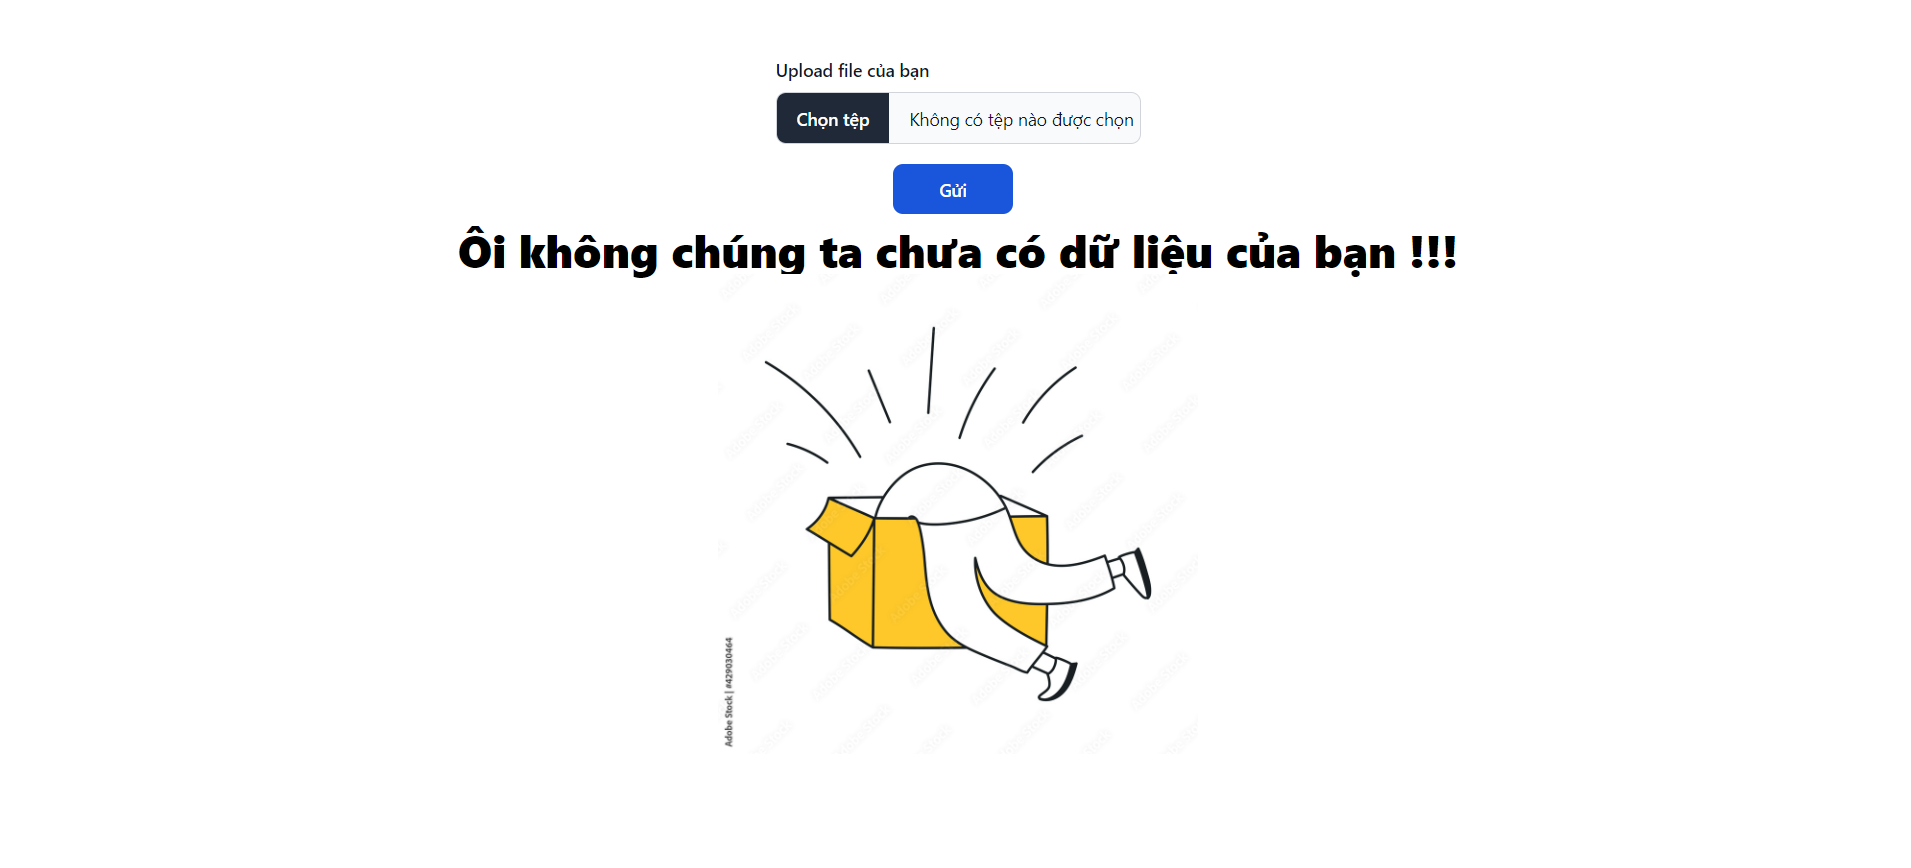 Upload file của bạn
Chọn tệp Không có tệp nào được chọn
Gửi
Ôi không chúng ta chưa có dữ liệu của bạn !!!
Adobe Stock | #429030464